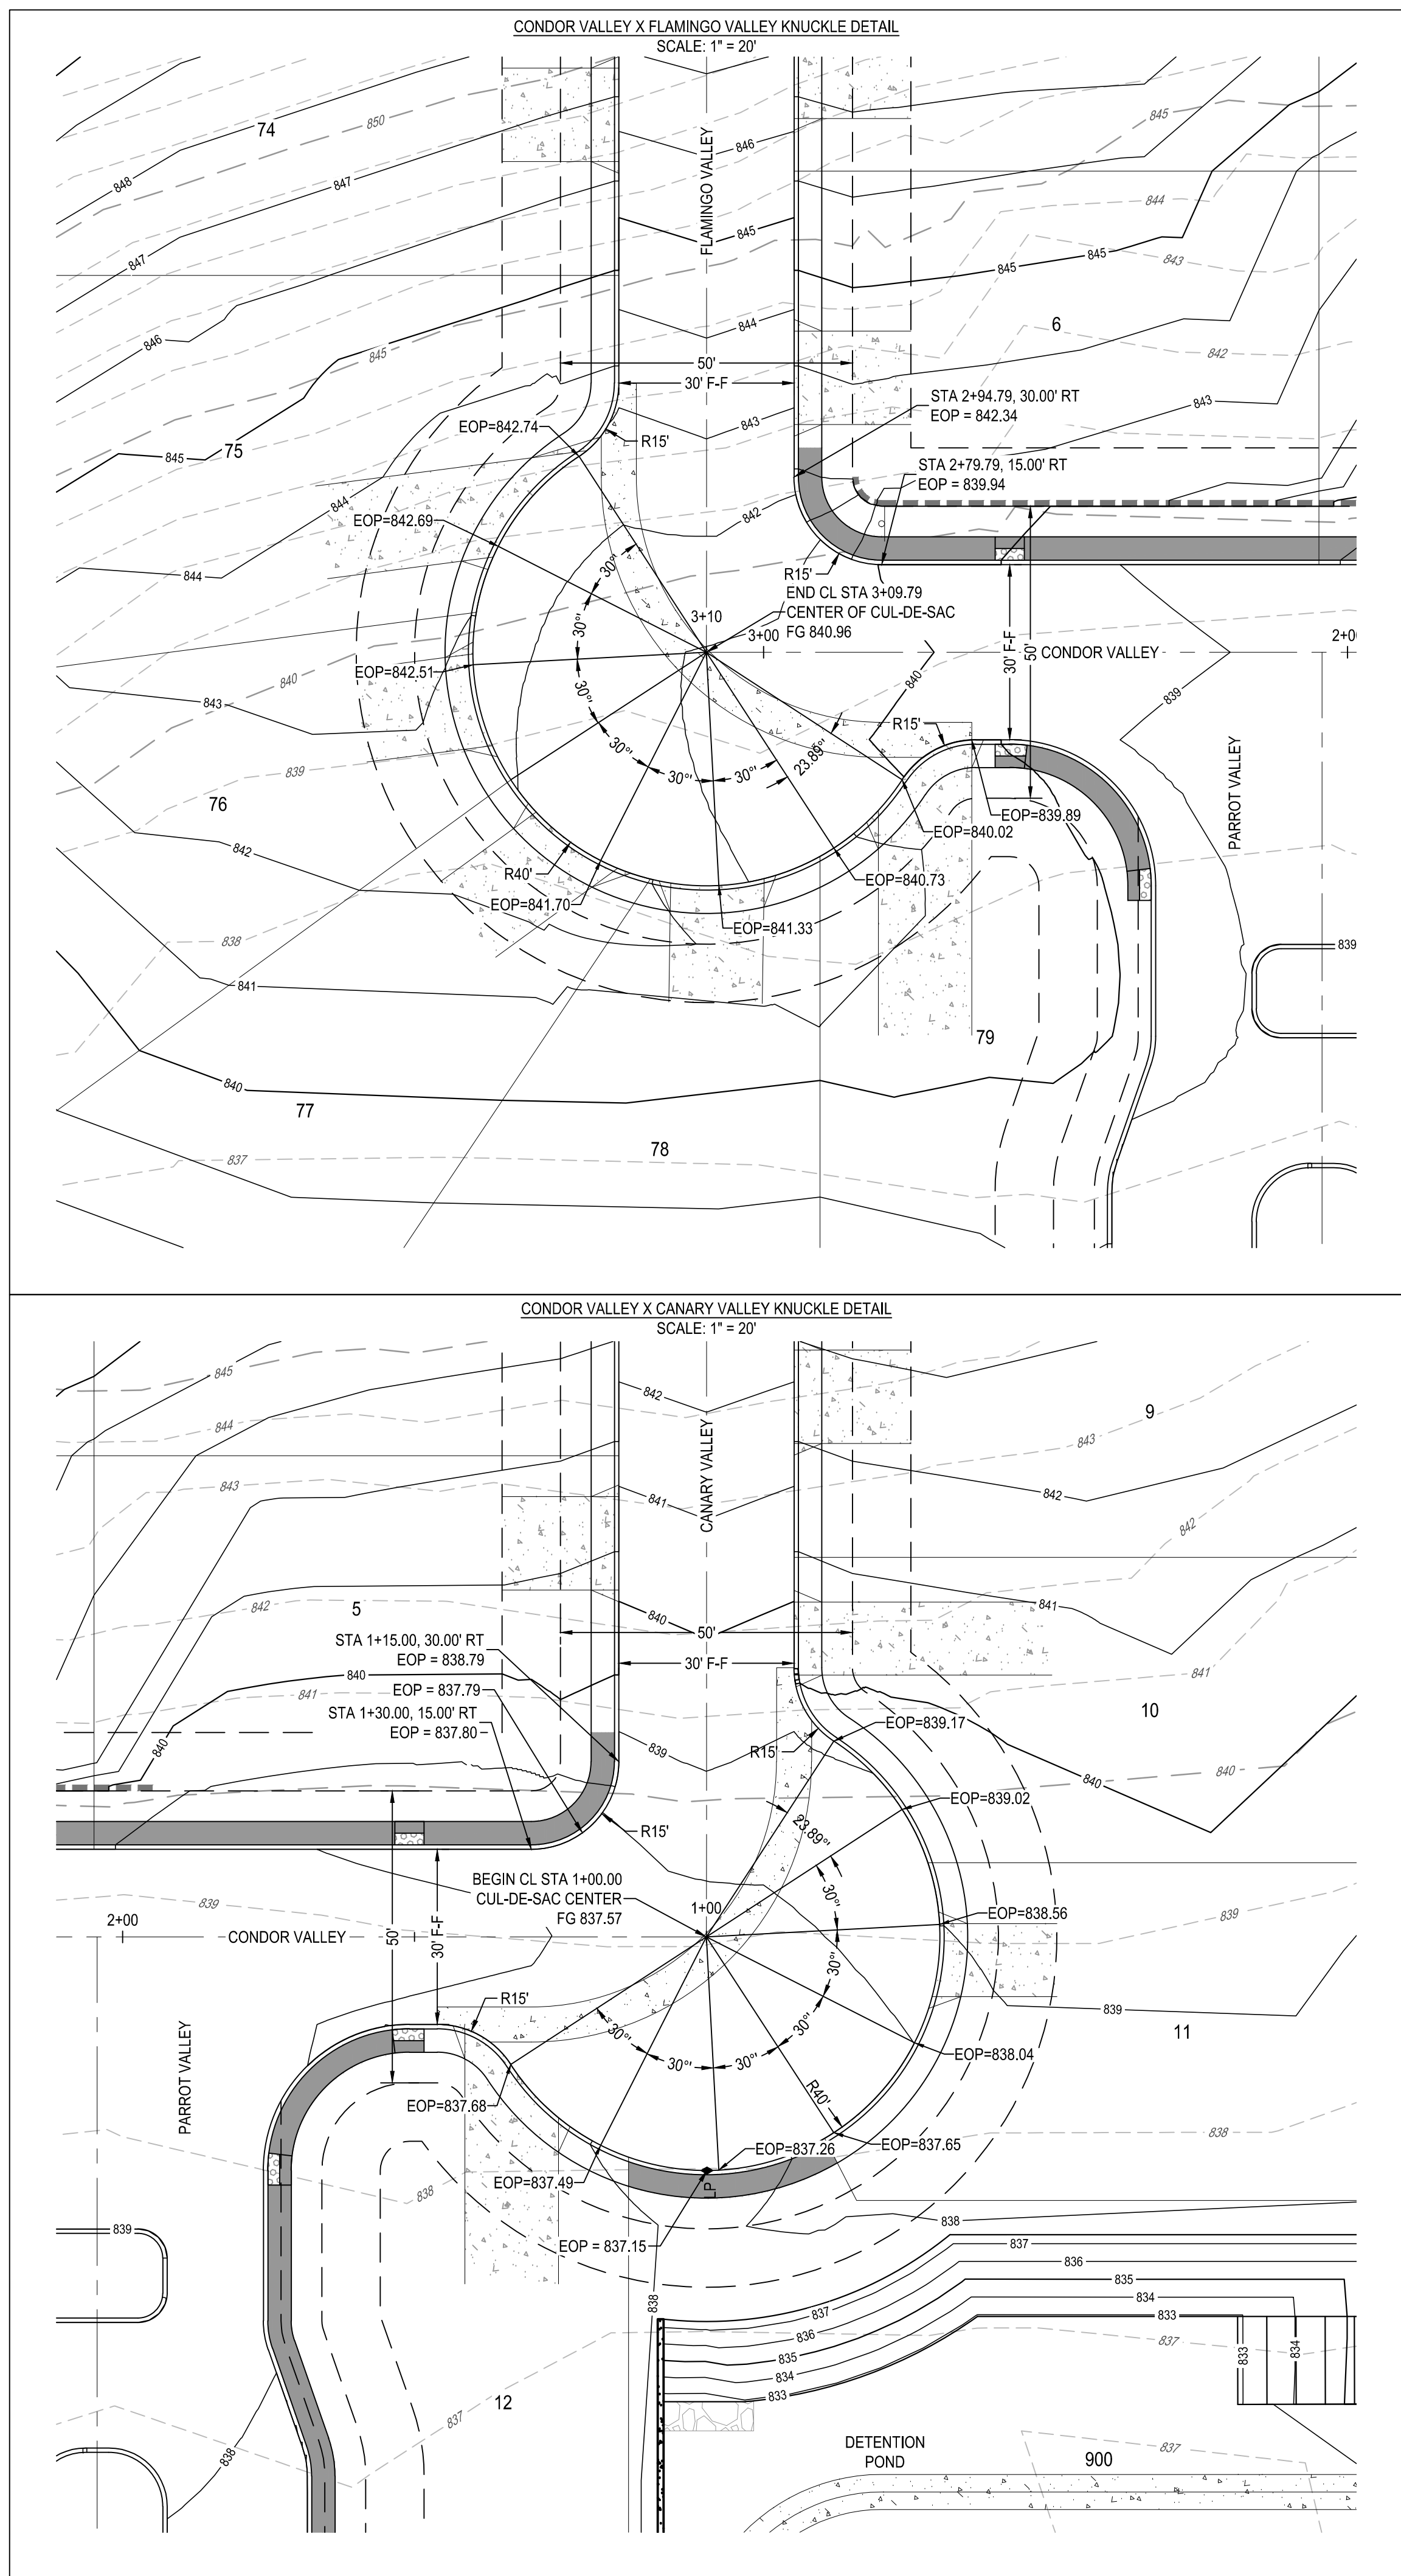 CONDOR VALLEY X FLAMINGO VALLEY KNUCKLE DETAIL
SCALE: 1" = 20'
74
850
848
847
847
846
845
FLAMINGO VALLEY
846
845
844
845
844
843
845
845
6
842
843
50'
30' F-F
EOP=842.74
R15'
843
STA 2+94.79, 30.00' RT
EOP = 842.34
STA 2+79.79, 15.00' RT
EOP = 839.94
75
845
844
EOP=842.69
842
844
30°
30°
30°
30°
30°
30°
23.89°
R15'
END CL STA 3+09.79
CENTER OF CUL-DE-SAC
FG 840.96
3+10
3+00
30' F-F
50'
CONDOR VALLEY
2+0
840
839
EOP=842.51
840
843
R15'
839
76
PARROT VALLEY
EOP=839.89
EOP=840.02
842
R40'
EOP=840.73
EOP=841.70
EOP=841.33
838
839
841
79
840
77
78
837
CONDOR VALLEY X CANARY VALLEY KNUCKLE DETAIL
SCALE: 1" = 20'
845
844
843
842
CANARY VALLEY
842
841
840
9
843
842
842
841
5
STA 1+15.00, 30.00' RT
EOP = 838.79
840
EOP = 837.79
841
STA 1+30.00, 15.00' RT
EOP = 837.80
840
50'
30' F-F
841
10
839
EOP=839.17
R15'
840
840
EOP=839.02
23.89°
R15'
BEGIN CL STA 1+00.00
CUL-DE-SAC CENTER
FG 837.57
1+00
30°
EOP=838.56
839
839
2+00
CONDOR VALLEY
50'
30' F-F
30°
R15'
839
11
30°
30°
30°
30°
EOP=838.04
R40'
PARROT VALLEY
EOP=837.68
838
EOP=837.26
EOP=837.65
EOP=837.49
838
LP
838
839
EOP = 837.15
837
836
835
834
833
838
837
836
835
834
833
837
833
834
12
837
838
DETENTION
POND
900
837